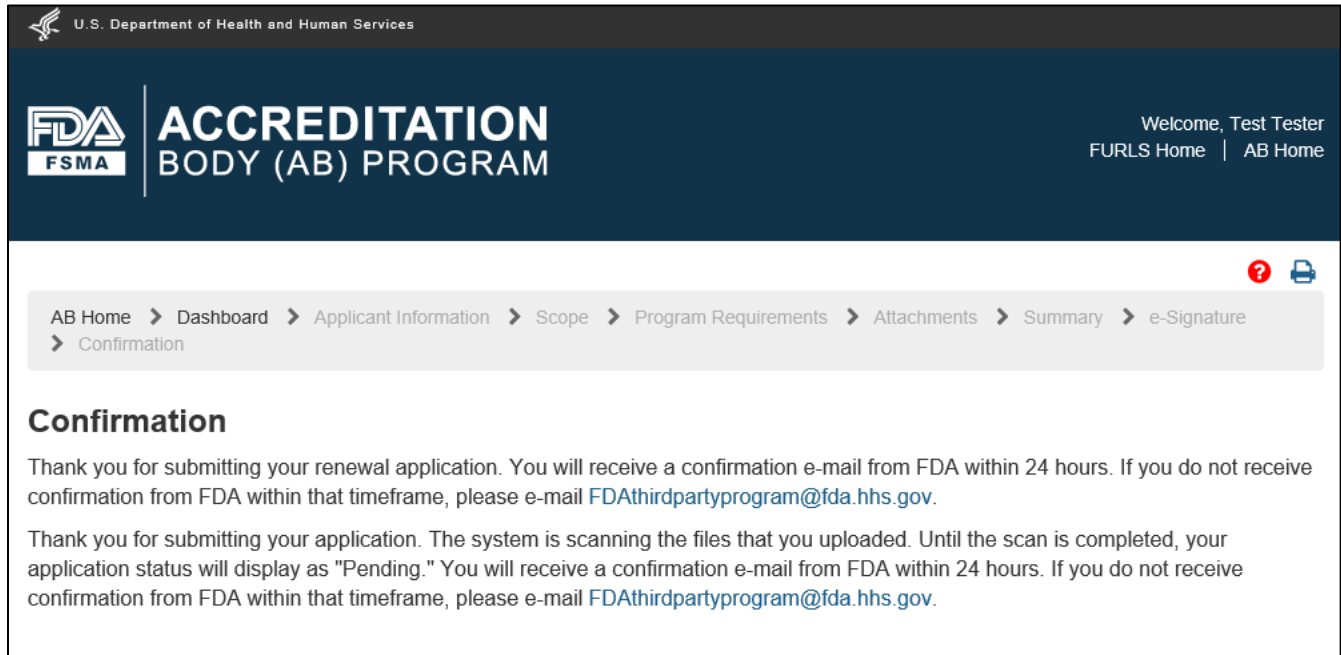 U.S. Department of Health and Human Services
FDA
FSMA
ACCREDITATION
BODY (AB) PROGRAM
Welcome, Test Tester
FURLS Home | AB Home
?
AB Home > Dashboard > Applicant Information > Scope > Program Requirements > Attachments > Summary > e-Signature
> Confirmation
Confirmation
Thank you for submitting your renewal application. You will receive a confirmation e-mail from FDA within 24 hours. If you do not receive
confirmation from FDA within that timeframe, please e-mail FDAthirdpartyprogram@fda.hhs.gov.
Thank you for submitting your application. The system is scanning the files that you uploaded. Until the scan is completed, your
application status will display as "Pending." You will receive a confirmation e-mail from FDA within 24 hours. If you do not receive
confirmation from FDA within that timeframe, please e-mail FDAthirdpartyprogram@fda.hhs.gov.